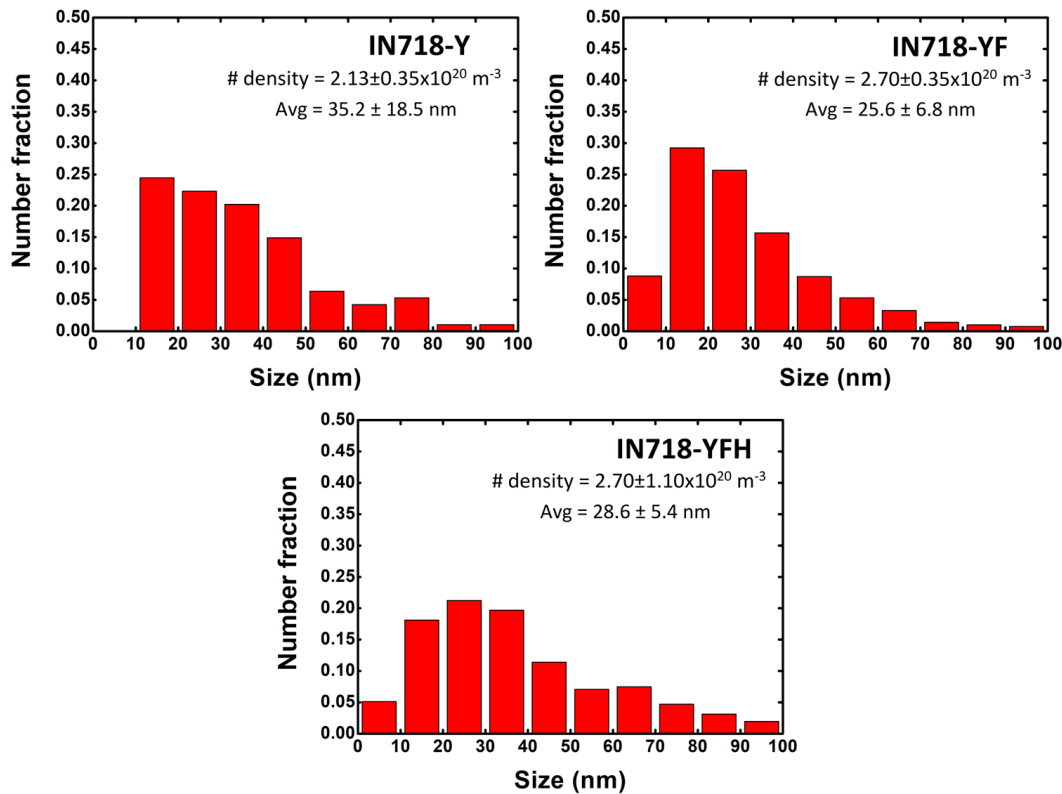 IN718-Y
# density = 2.13±0.35x10²⁰ m⁻³
Avg = 35.2 ± 18.5 nm
Number fraction
0.50
0.45
0.40
0.35
0.30
0.25
0.20
0.15
0.10
0.05
0.00
0 10 20 30 40 50 60 70 80 90 100
Size (nm)
IN718-YF
# density = 2.70±0.35x10²⁰ m⁻³
Avg = 25.6 ± 6.8 nm
Number fraction
0.50
0.45
0.40
0.35
0.30
0.25
0.20
0.15
0.10
0.05
0.00
0 10 20 30 40 50 60 70 80 90 100
Size (nm)
IN718-YFH
# density = 2.70±1.10x10²⁰ m⁻³
Avg = 28.6 ± 5.4 nm
Number fraction
0.50
0.45
0.40
0.35
0.30
0.25
0.20
0.15
0.10
0.05
0.00
0 10 20 30 40 50 60 70 80 90 100
Size (nm)